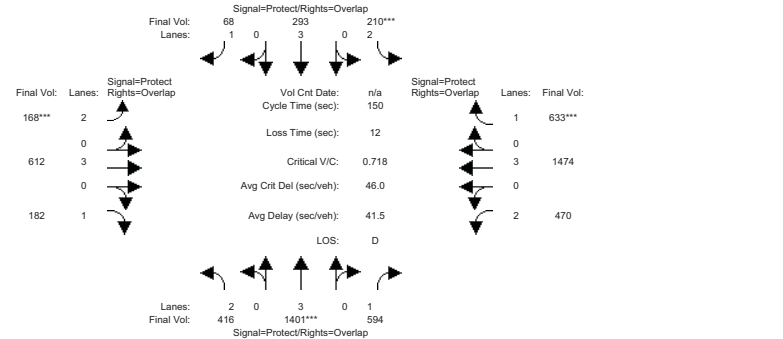 Signal=Protect/Rights=Overlap
Final Vol: 68 293 210***
Lanes: 1 0 3 0 2
Signal=Protect
Final Vol: Lanes: Rights=Overlap
Vol Cnt Date: n/a
Cycle Time (sec): 150
Signal=Protect
Rights=Overlap Lanes: Final Vol:
168*** 2
1 633***
Loss Time (sec): 12
0
0
612 3
Critical V/C: 0.718
3 1474
0
Avg Crit Del (sec/veh): 46.0
0
182 1
Avg Delay (sec/veh): 41.5
2 470
LOS: D
Lanes: 2 0 3 0 1
Final Vol: 416 1401*** 594
Signal=Protect/Rights=Overlap